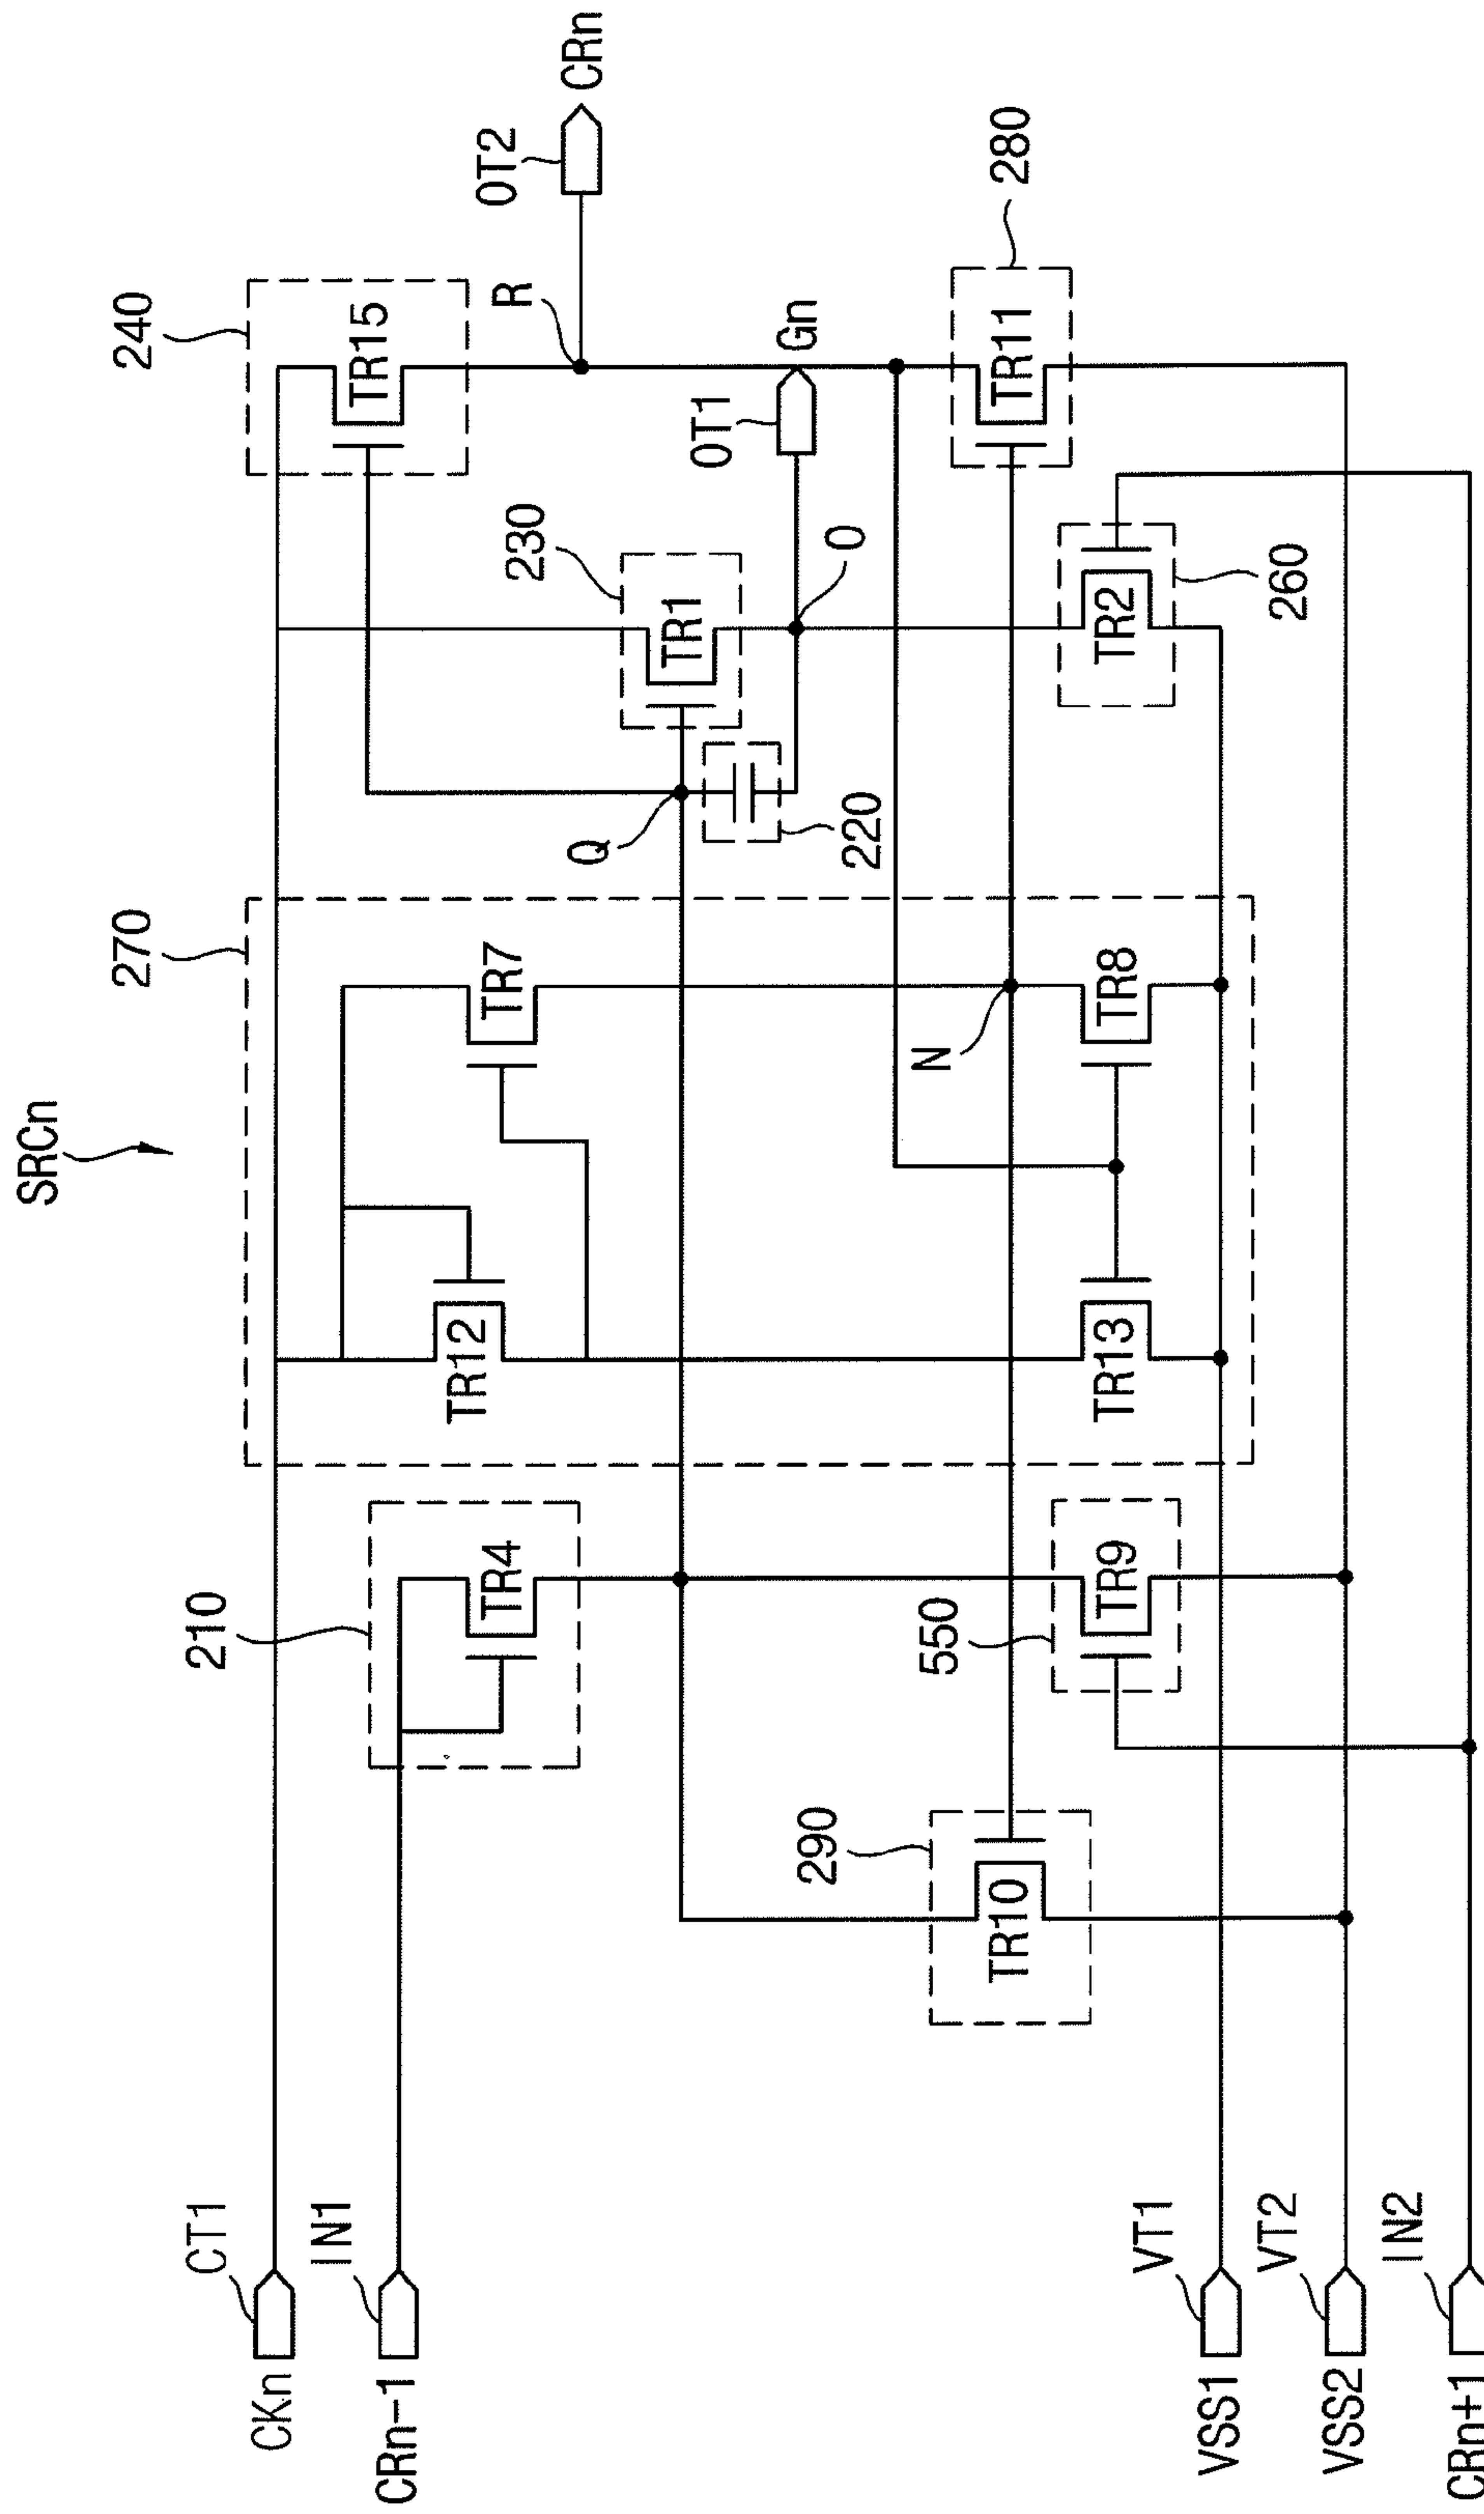 SRCn
240
270
210
CT1
IN1
CKn
CRn-1
TR15
TR7
TR12
TR4
R
OT2
CRn
230
TR1
Q
220
OT1
Gn
O
N
550
290
TR11
280
TR2
260
TR8
TR13
TR9
TR10
VT1
VSS1
VT2
VSS2
IN2
CRn+1